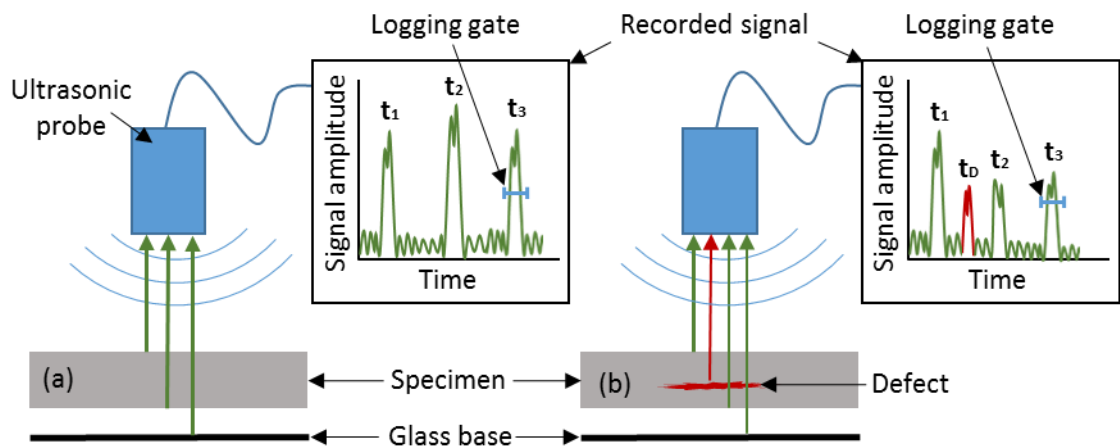 Logging gate
Recorded signal
Logging gate
Ultrasonic
probe
Signal amplitude
t1
t2
t3
Time
Signal amplitude
t1
tD
t2
t3
Time
(a)
Specimen
(b)
Defect
Glass base